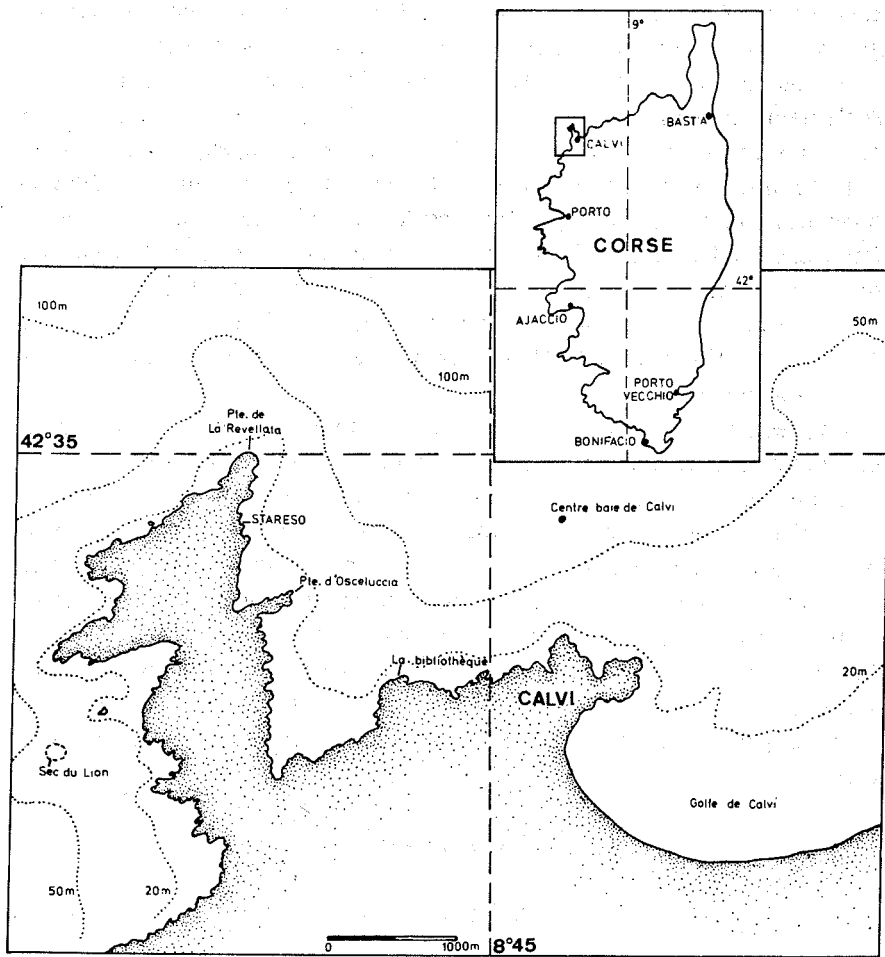 9°
BASTIA
CALVI
PORTO
CORSE
42°
AJACCIO
PORTO
VECCHIO
BONIFACIO
100m
100m
50m
Pte. de
La Revellata
42°35
STARESO
Centre baie de Calvi
Pte. d'Osceluccia
La bibliothèque
CALVI
20m
Sec du Lion
Golfe de Calvi
50m
20m
0
1000m
8°45